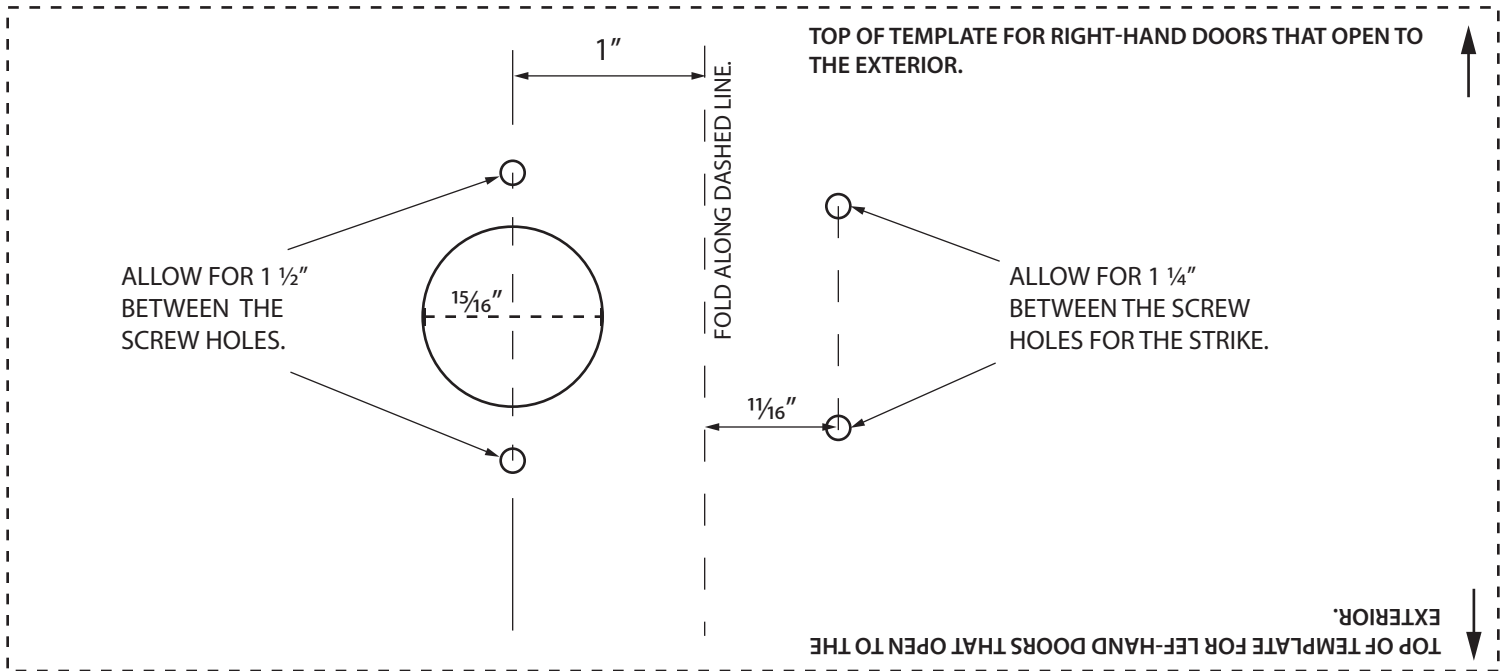 1″
TOP OF TEMPLATE FOR RIGHT-HAND DOORS THAT OPEN TO
THE EXTERIOR.
FOLD ALONG DASHED LINE.
ALLOW FOR 1 ½″
BETWEEN THE
SCREW HOLES.
15⁄16″
ALLOW FOR 1 ¼″
BETWEEN THE SCREW
HOLES FOR THE STRIKE.
11⁄16″
TOP OF TEMPLATE FOR LEF-HAND DOORS THAT OPEN TO THE
EXTERIOR.